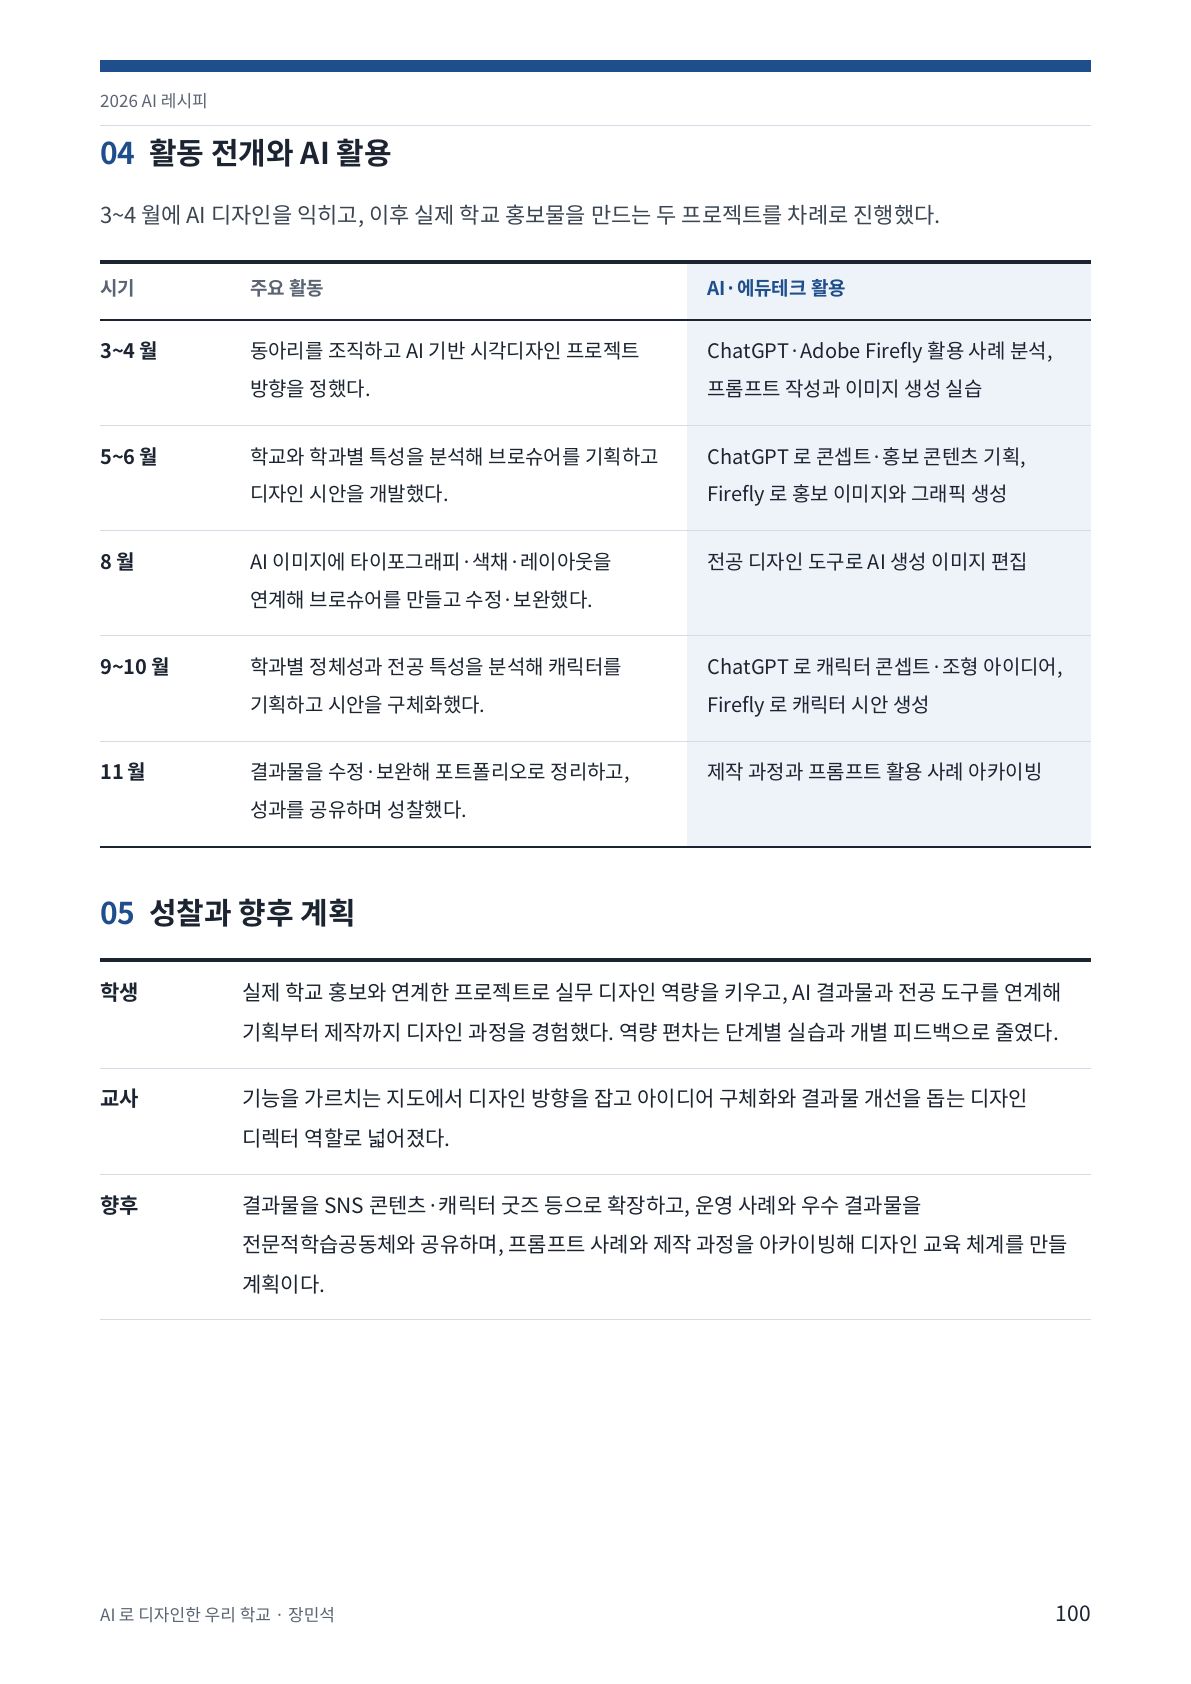 2026 AI 레시피
04 활동 전개와 AI 활용
3~4 월에 AI 디자인을 익히고, 이후 실제 학교 홍보물을 만드는 두 프로젝트를 차례로 진행했다.
시기 주요 활동 AI·에듀테크 활용
3~4 월 동아리를 조직하고 AI 기반 시각디자인 프로젝트 ChatGPT·Adobe Firefly 활용 사례 분석,
방향을 정했다. 프롬프트 작성과 이미지 생성 실습
5~6 월 학교와 학과별 특성을 분석해 브로슈어를 기획하고 ChatGPT 로 콘셉트·홍보 콘텐츠 기획,
디자인 시안을 개발했다. Firefly 로 홍보 이미지와 그래픽 생성
8 월 AI 이미지에 타이포그래피·색채·레이아웃을 전공 디자인 도구로 AI 생성 이미지 편집
연계해 브로슈어를 만들고 수정·보완했다.
9~10 월 학과별 정체성과 전공 특성을 분석해 캐릭터를 ChatGPT 로 캐릭터 콘셉트·조형 아이디어,
기획하고 시안을 구체화했다. Firefly 로 캐릭터 시안 생성
11 월 결과물을 수정·보완해 포트폴리오로 정리하고, 제작 과정과 프롬프트 활용 사례 아카이빙
성과를 공유하며 성찰했다.
05 성찰과 향후 계획
학생 실제 학교 홍보와 연계한 프로젝트로 실무 디자인 역량을 키우고, AI 결과물과 전공 도구를 연계해
기획부터 제작까지 디자인 과정을 경험했다. 역량 편차는 단계별 실습과 개별 피드백으로 줄였다.
교사 기능을 가르치는 지도에서 디자인 방향을 잡고 아이디어 구체화와 결과물 개선을 돕는 디자인
디렉터 역할로 넓어졌다.
향후 결과물을 SNS 콘텐츠·캐릭터 굿즈 등으로 확장하고, 운영 사례와 우수 결과물을
전문적학습공동체와 공유하며, 프롬프트 사례와 제작 과정을 아카이빙해 디자인 교육 체계를 만들
계획이다.
AI 로 디자인한 우리 학교 · 장민석 100